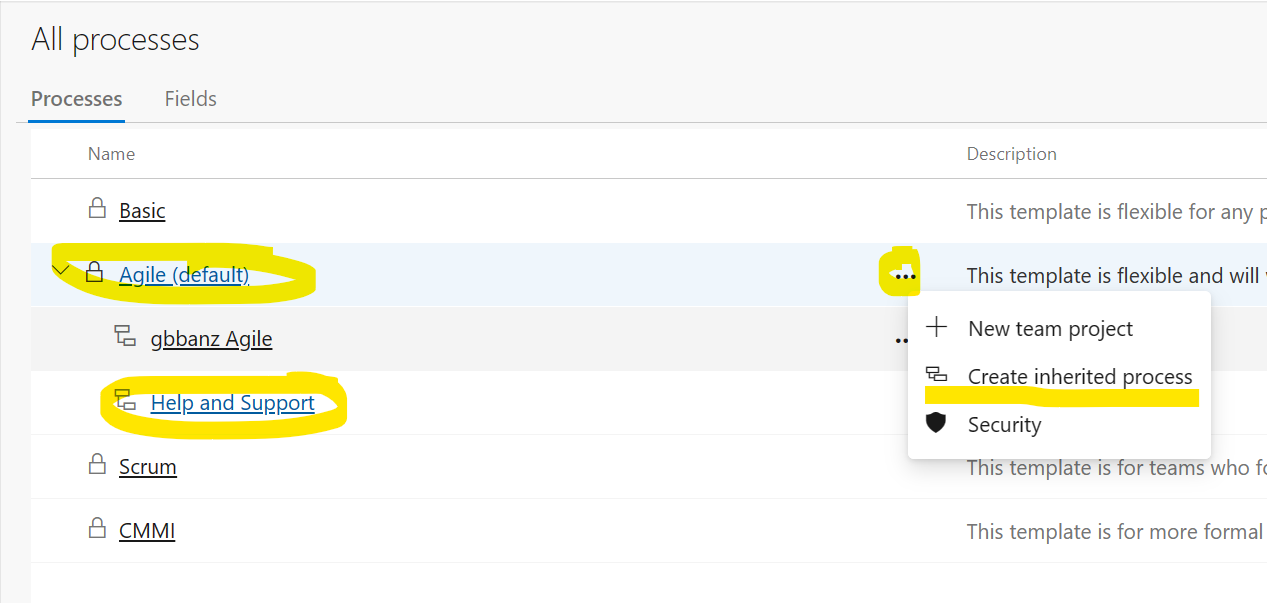 All processes
Processes Fields
Name Description
Basic This template is flexible for any p
Agile (default) ... This template is flexible and will
gbbanz Agile
New team project
Create inherited process
Help and Support
Security
Scrum This template is for teams who fo
CMMI This template is for more formal